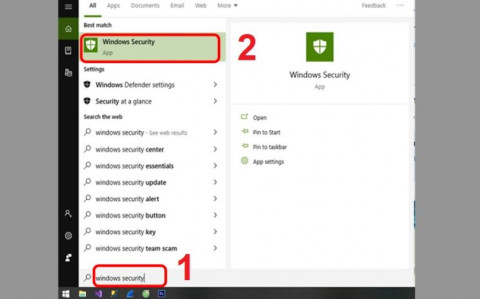 All Apps Documents Email Web More Feedback
Best match
Windows Security
App
2
Settings
Windows Defender settings
Security at a glance
Search the web
windows security - See web results
windows security center
windows security essentials
windows security update
windows security alert
windows security button
windows security key
windows security team scam
windows security
1
Windows Security
App
Open
Pin to Start
Pin to taskbar
App settings